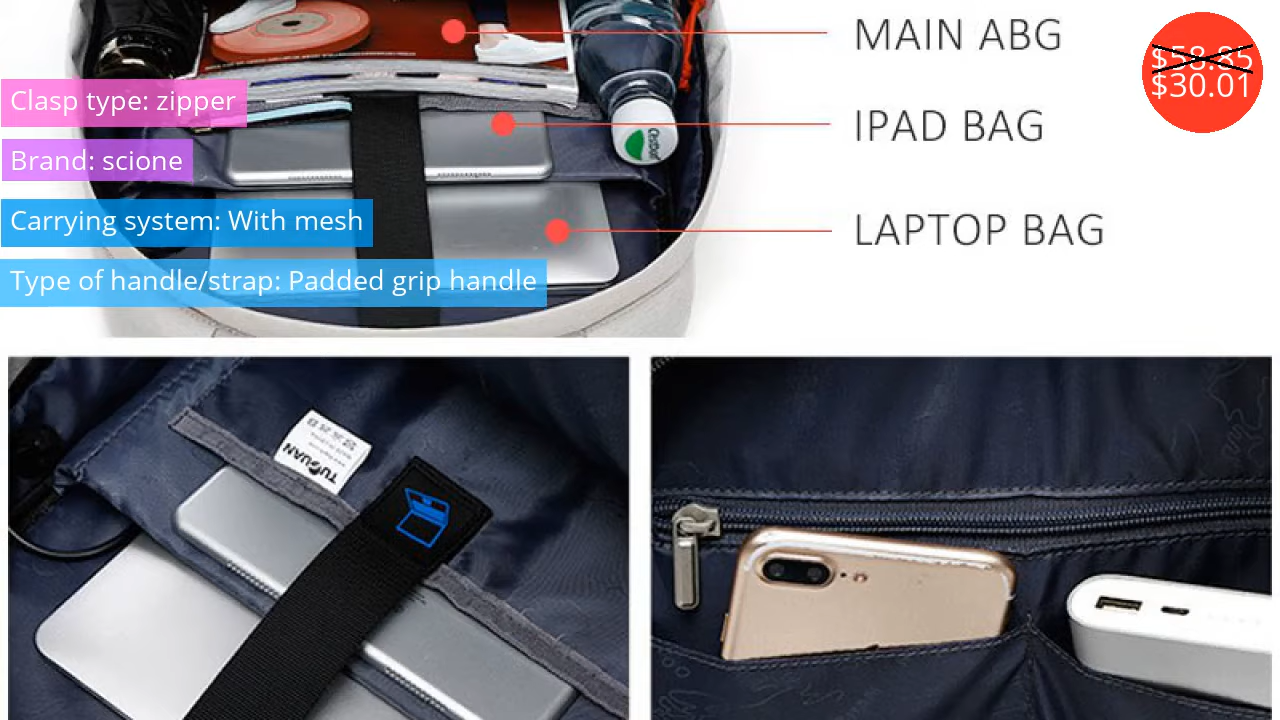 MAIN ABG
$58.85
$30.01
Clasp type: zipper
IPAD BAG
Brand: scione
Carrying system: With mesh
LAPTOP BAG
Type of handle/strap: Padded grip handle
TUGUAN